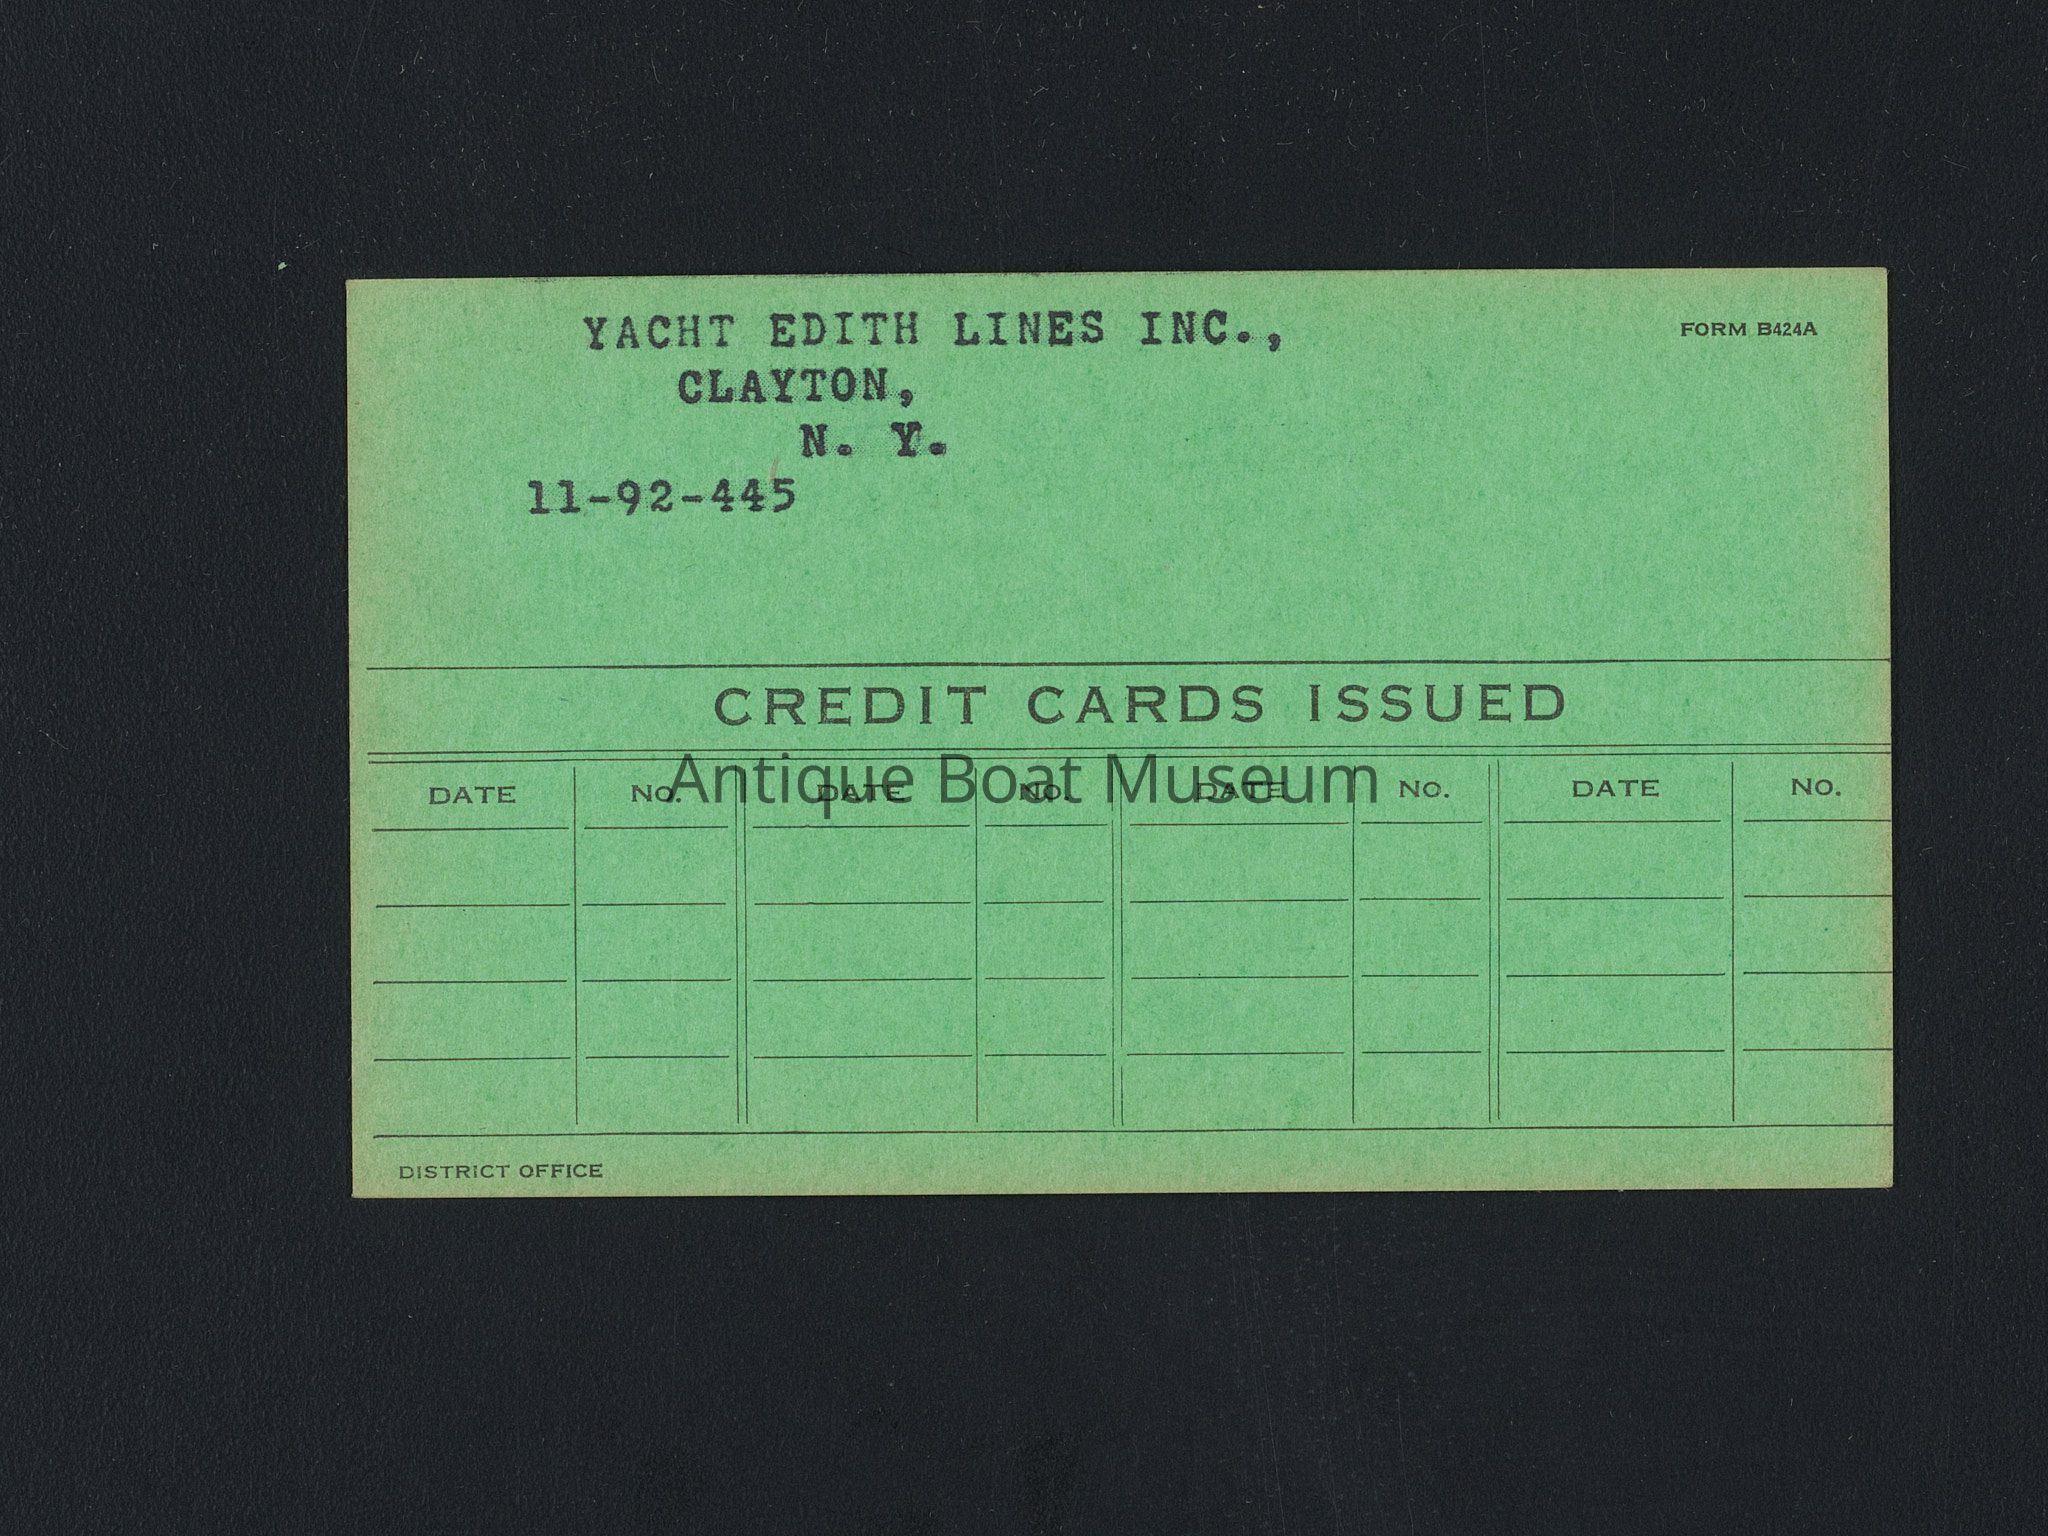 YACHT EDITH LINES INC.,
FORM B424A
CLAYTON,
N. Y.
11-92-445
CREDIT CARDS ISSUED
Antique Boat Museum
DATE NO. DATE NO. DATE NO. DATE NO.
DISTRICT OFFICE